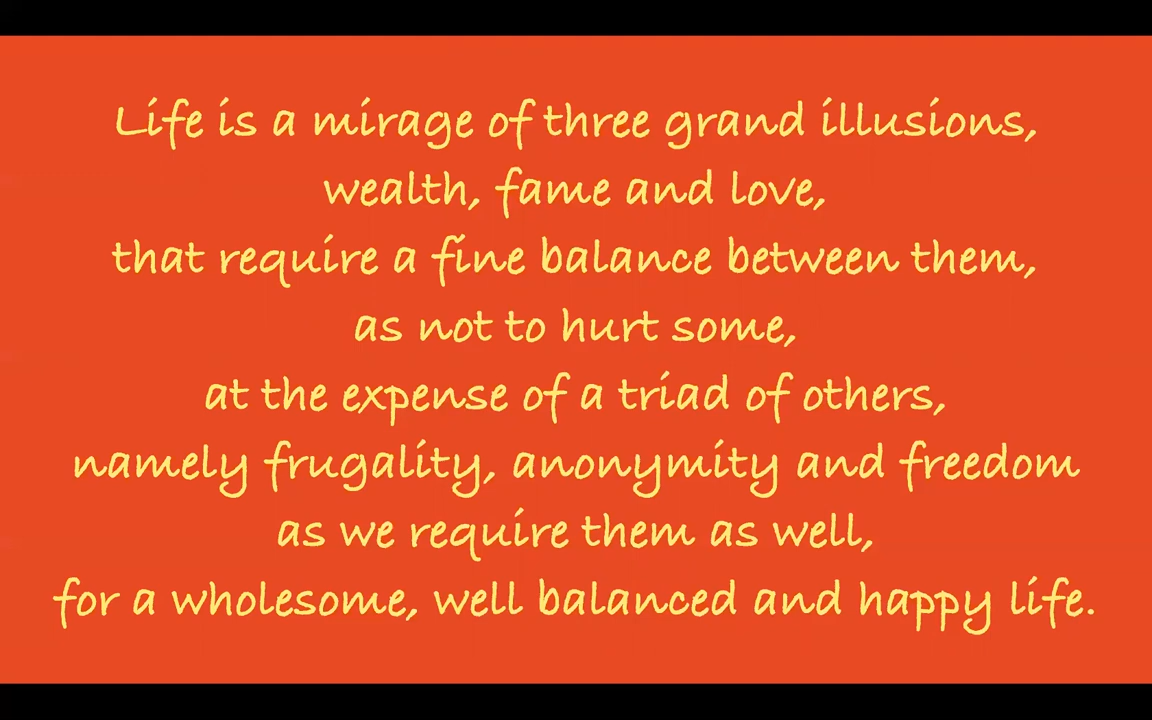 Life is a mirage of three grand illusions,
wealth, fame and love,
that require a fine balance between them,
as not to hurt some,
at the expense of a triad of others,
namely frugality, anonymity and freedom
as we require them as well,
for a wholesome, well balanced and happy life.